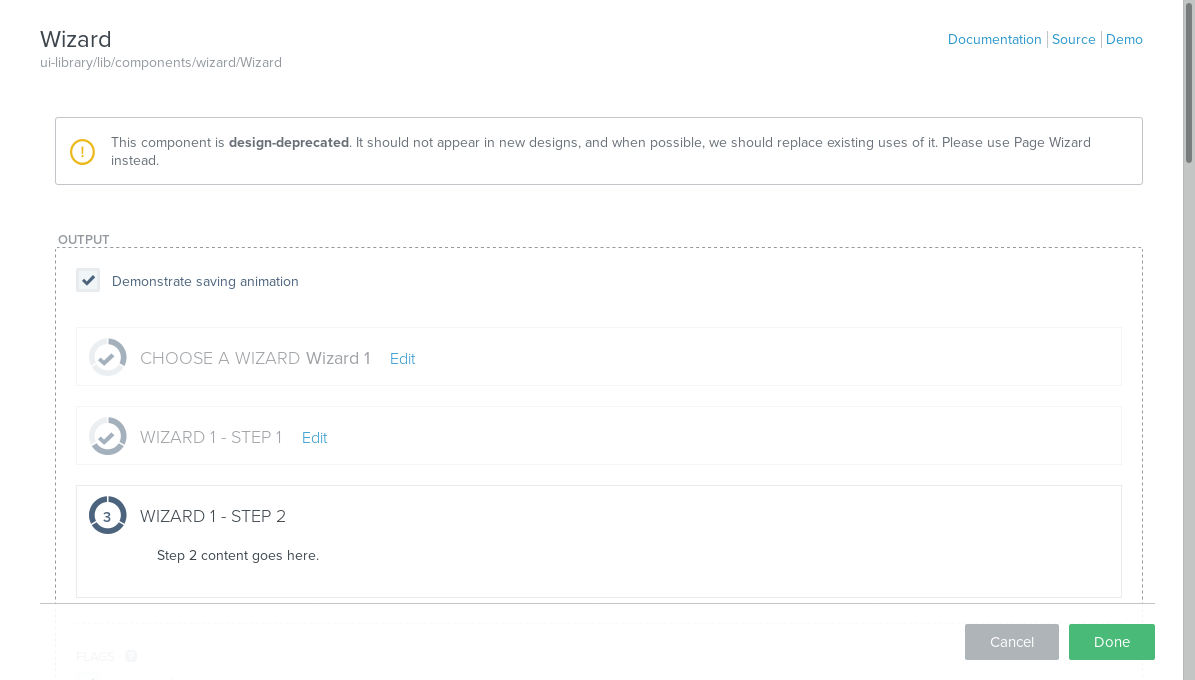 Wizard
Documentation Source Demo
ui-library/lib/components/wizard/Wizard
This component is design-deprecated. It should not appear in new designs, and when possible, we should replace existing uses of it. Please use Page Wizard
instead.
OUTPUT
Demonstrate saving animation
CHOOSE A WIZARD Wizard 1 Edit
WIZARD 1 - STEP 1 Edit
3 WIZARD 1 - STEP 2
Step 2 content goes here.
Cancel Done
FLAGS